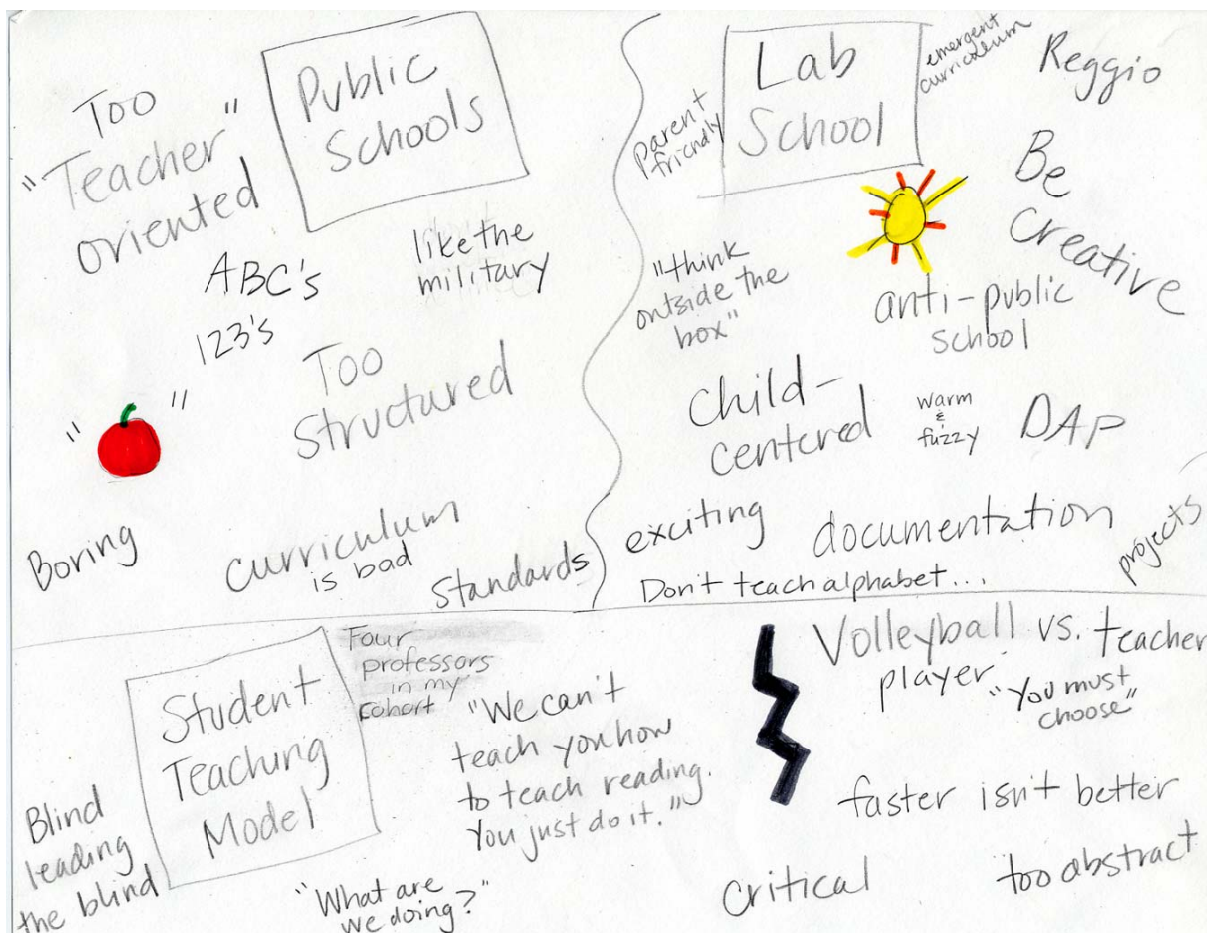 Too
"Teacher"
oriented
Public
Schools
ABC's
123's
like the
military
Too
Structured
" "
Boring
curriculum
is bad
Standards
Parent
friendly
Lab
School
emergent
curriculum
Reggio
Be
Creative
"think
outside the
box"
anti-public
school
Child-
centered
warm
&
fuzzy
DAP
exciting
documentation
projects
Don't teach alphabet...
Student
Teaching
Model
Four
professors
in my
cohort
"We can't
teach you how
to teach reading.
You just do it."
Blind
leading
the blind
"What are
we doing?"
Volleyball vs. teacher
player
"You must
choose"
faster isn't better
Critical
too abstract